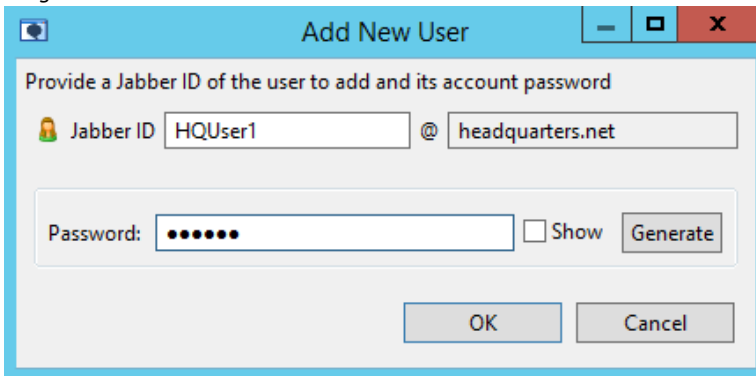 Add New User
Provide a Jabber ID of the user to add and its account password
Jabber ID HQUser1 @ headquarters.net
Password: •••••• Show Generate
OK Cancel